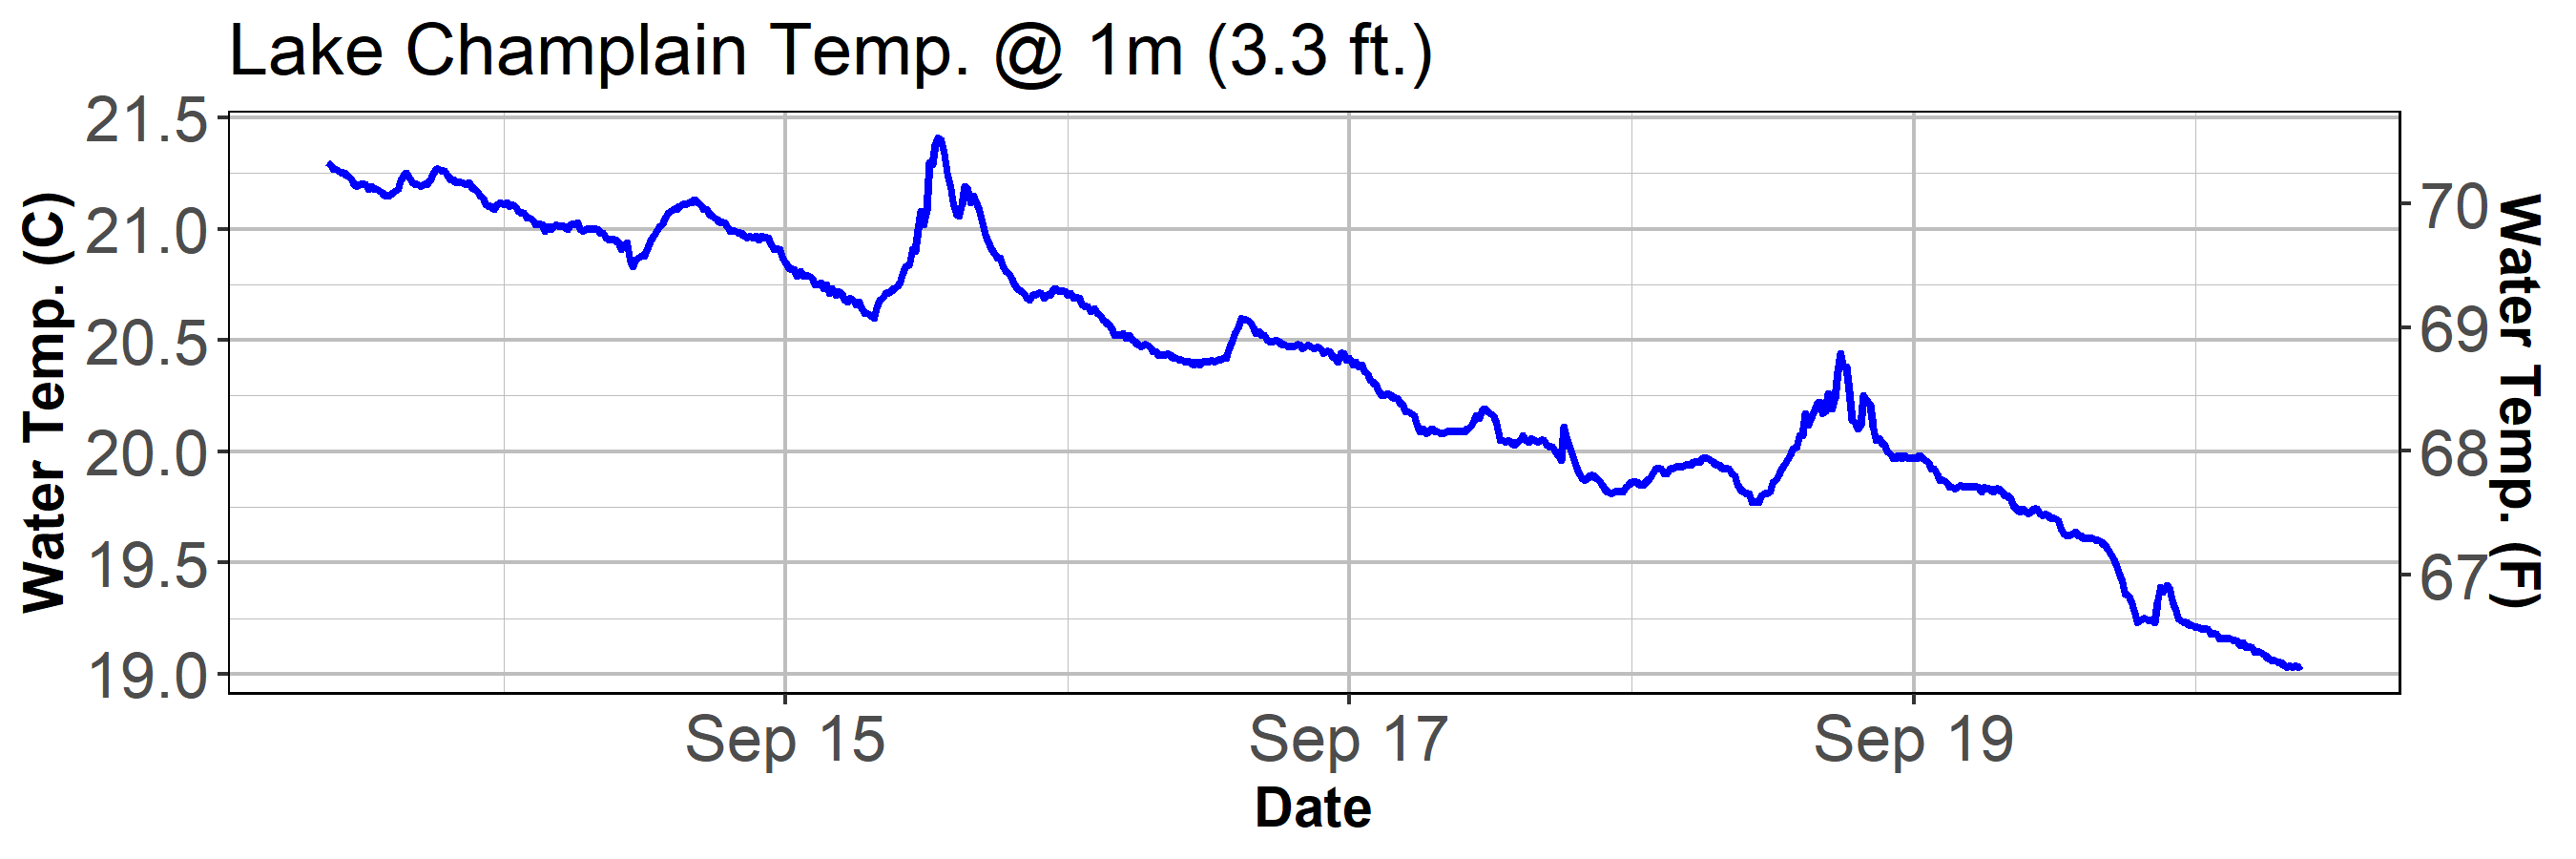 Lake Champlain Temp. @ 1m (3.3 ft.)
Water Temp. (C)
21.5
21.0
20.5
20.0
19.5
19.0
70
69
68
67
Water Temp. (F)
Sep 15 Sep 17 Sep 19
Date